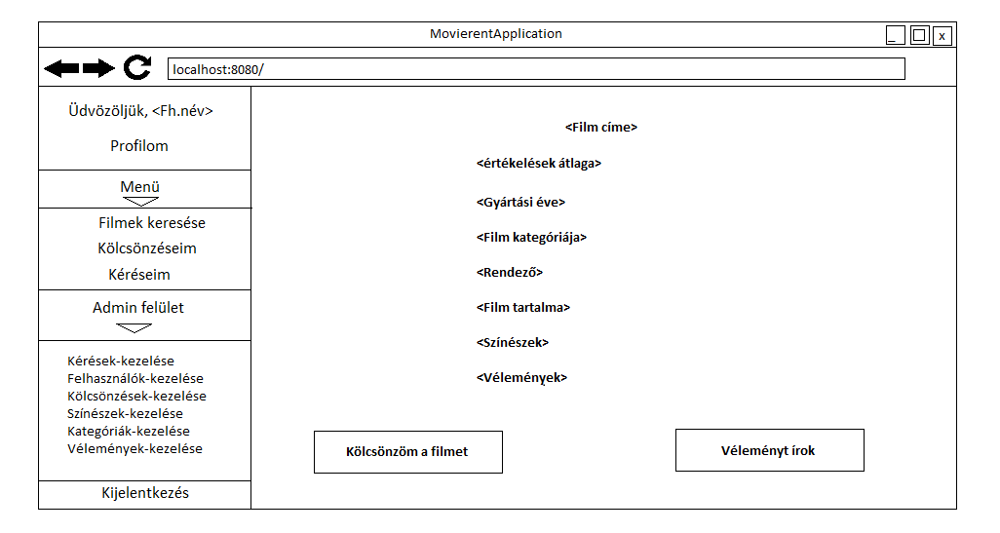 MovierentApplication
_ x
localhost:8080/
Üdvözöljük, <Fh.név>
Profilom
Menü
Filmek keresése
Kölcsönzéseim
Kéréseim
Admin felület
Kérések-kezelése
Felhasználók-kezelése
Kölcsönzések-kezelése
Színészek-kezelése
Kategóriák-kezelése
Vélemények-kezelése
Kijelentkezés
<Film címe>
<értékelések átlaga>
<Gyártási éve>
<Film kategóriája>
<Rendező>
<Film tartalma>
<Színészek>
<Vélemények>
Kölcsönzöm a filmet
Véleményt írok